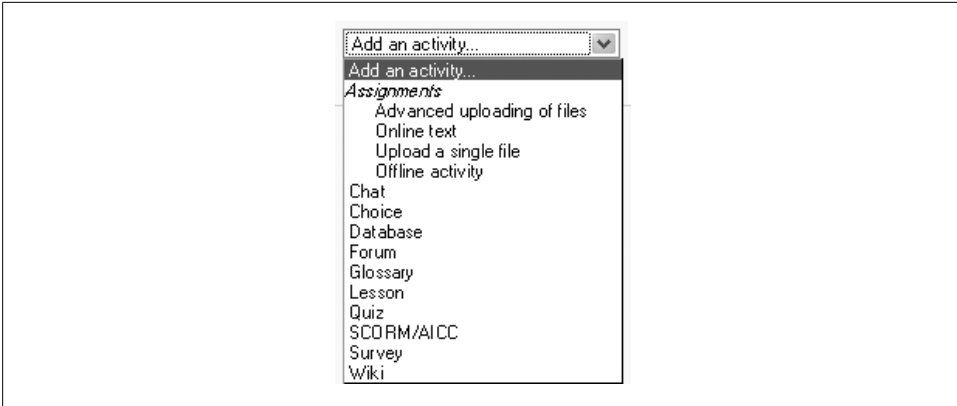 Add an activity...
Add an activity...
Assignments
Advanced uploading of files
Online text
Upload a single file
Offline activity
Chat
Choice
Database
Forum
Glossary
Lesson
Quiz
SCORM/AICC
Survey
Wiki